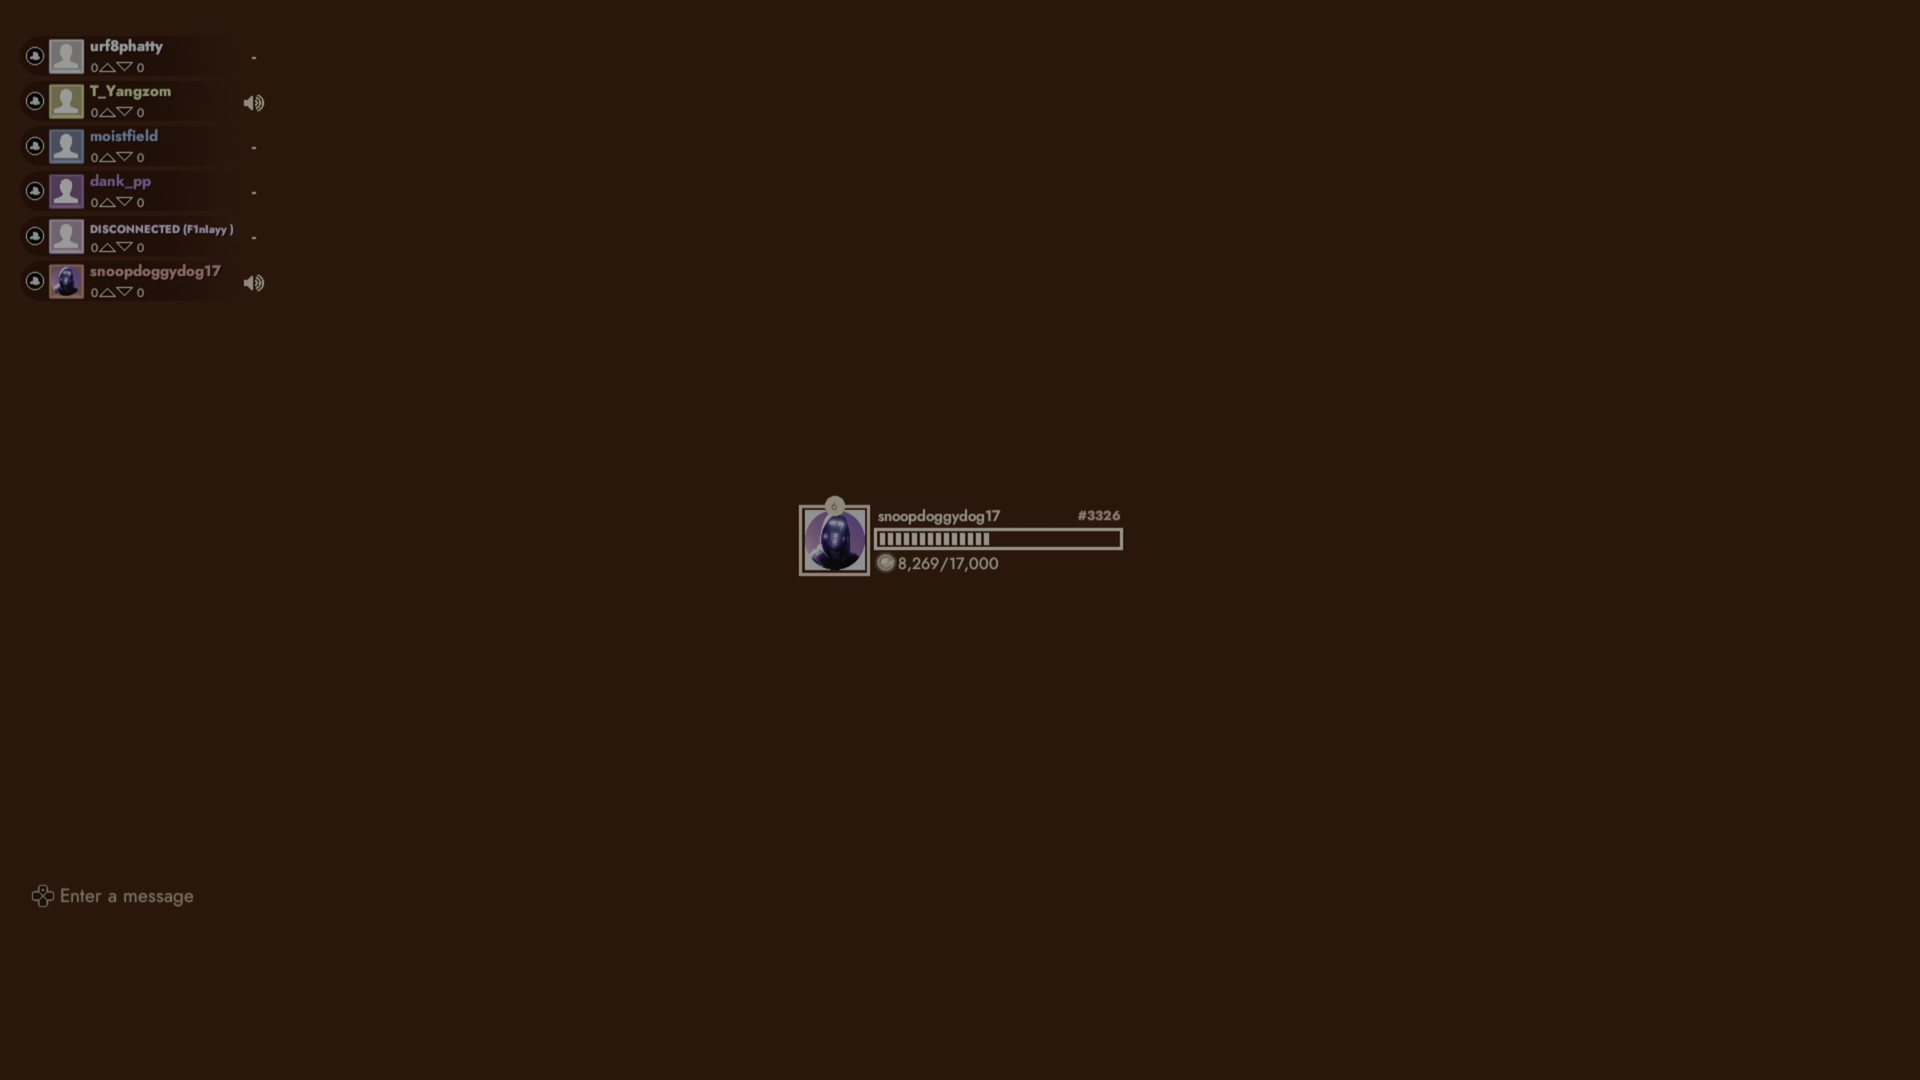 urf8phatty
0 0
-
T_Yangzom
0 0
moistfield
0 0
-
dank_pp
0 0
-
DISCONNECTED (F1nlayy )
0 0
-
snoopdoggydog17
0 0
6
snoopdoggydog17 #3326
8,269/17,000
Enter a message